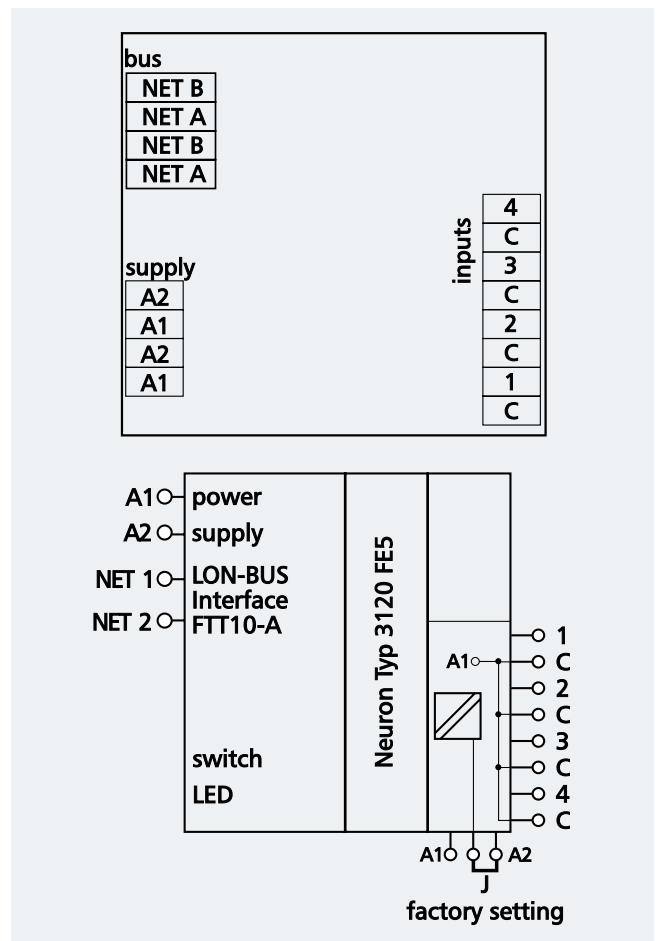 bus
NET B
NET A
NET B
NET A
supply
A2
A1
A2
A1
inputs
4
C
3
C
2
C
1
C
A1 power
A2 supply
NET 1 LON-BUS
Interface
NET 2 FTT10-A
switch
LED
Neuron Typ 3120 FE5
A1
1
C
2
C
3
C
4
C
A1 A2
J
factory setting